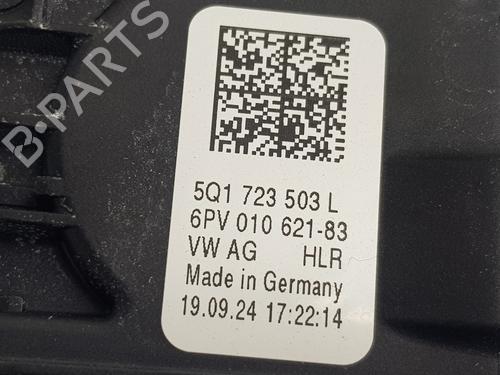 B-PARTS
5Q1 723 503 L
6PV 010 621-83
VW AG HLR
Made in Germany
19.09.24 17:22:14